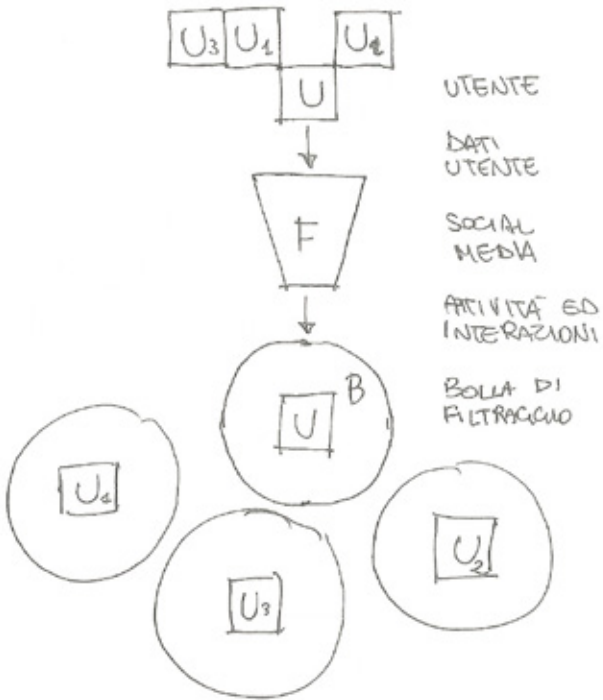 U3 U1 U2
U
UTENTE
DATI
UTENTE
F
SOCIAL
MEDIA
ATTIVITÀ ED
INTERAZIONI
B
U
BOLLA DI
FILTRAGGIO
U1
U2
U3